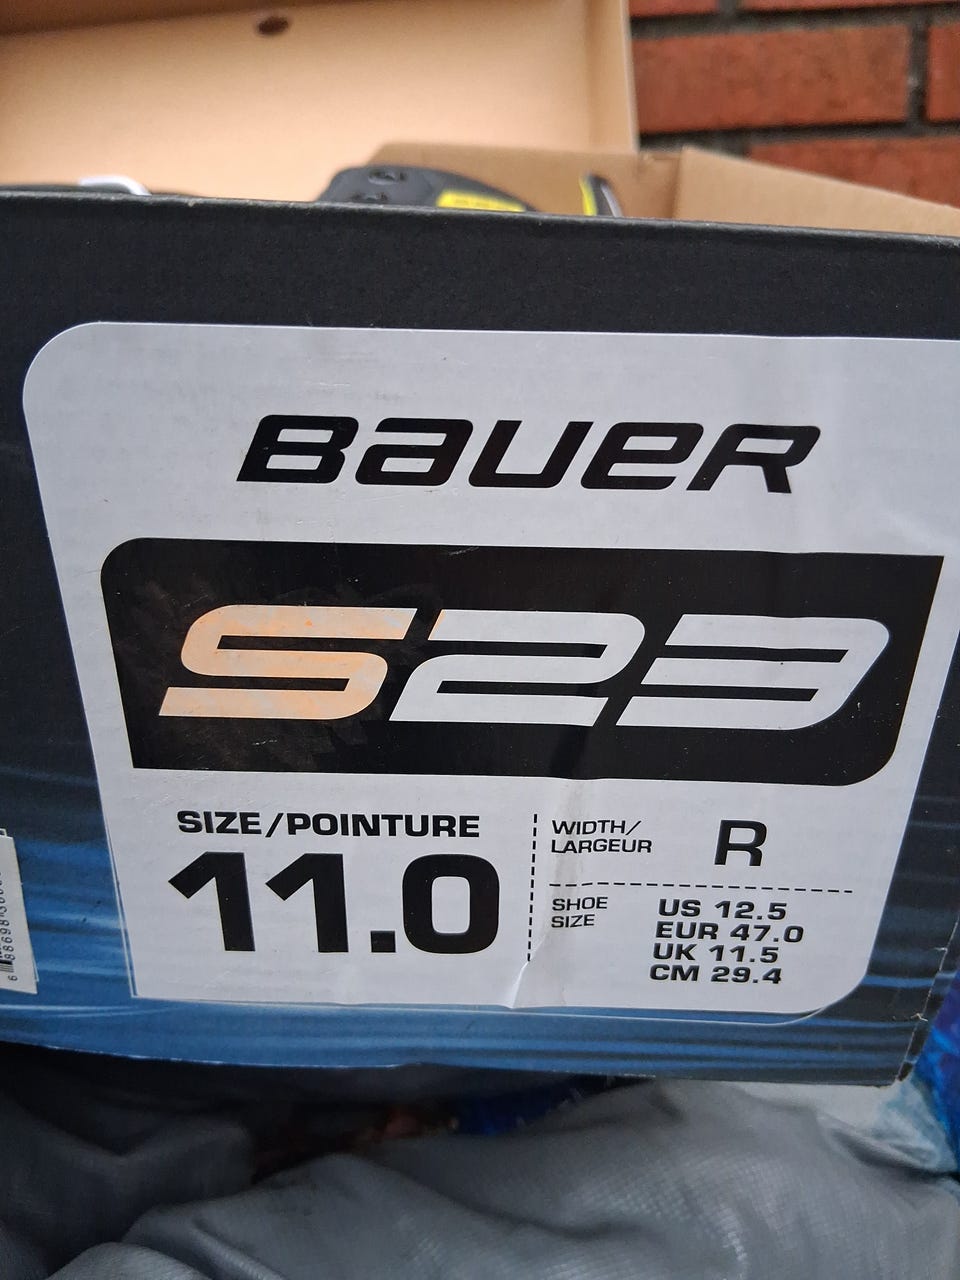 BAUER
S23
SIZE/POINTURE
11.0
WIDTH/
LARGEUR
R
SHOE
SIZE
US 12.5
EUR 47.0
UK 11.5
CM 29.4